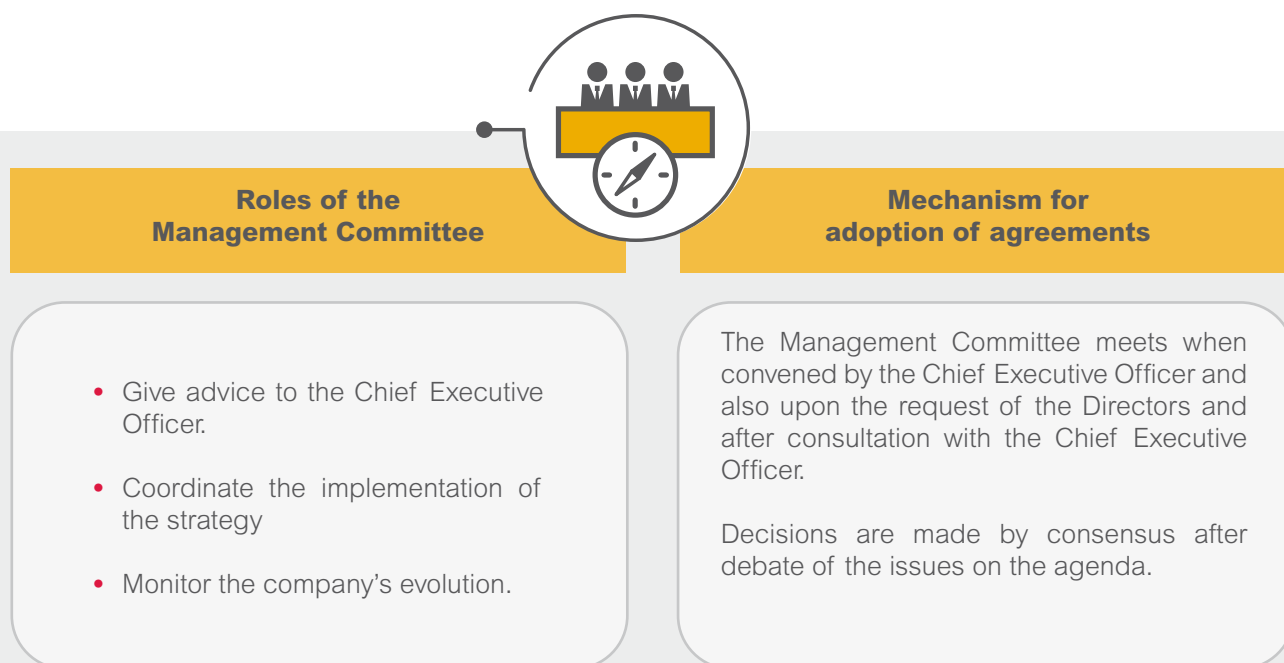 Roles of the
Management Committee
• Give advice to the Chief Executive
Officer.
• Coordinate the implementation of
the strategy
• Monitor the company's evolution.
Mechanism for
adoption of agreements
The Management Committee meets when
convened by the Chief Executive Officer and
also upon the request of the Directors and
after consultation with the Chief Executive
Officer.
Decisions are made by consensus after
debate of the issues on the agenda.